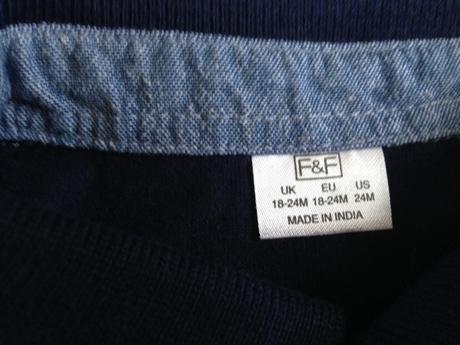 F&F
UK EU US
18-24M 18-24M 24M
MADE IN INDIA